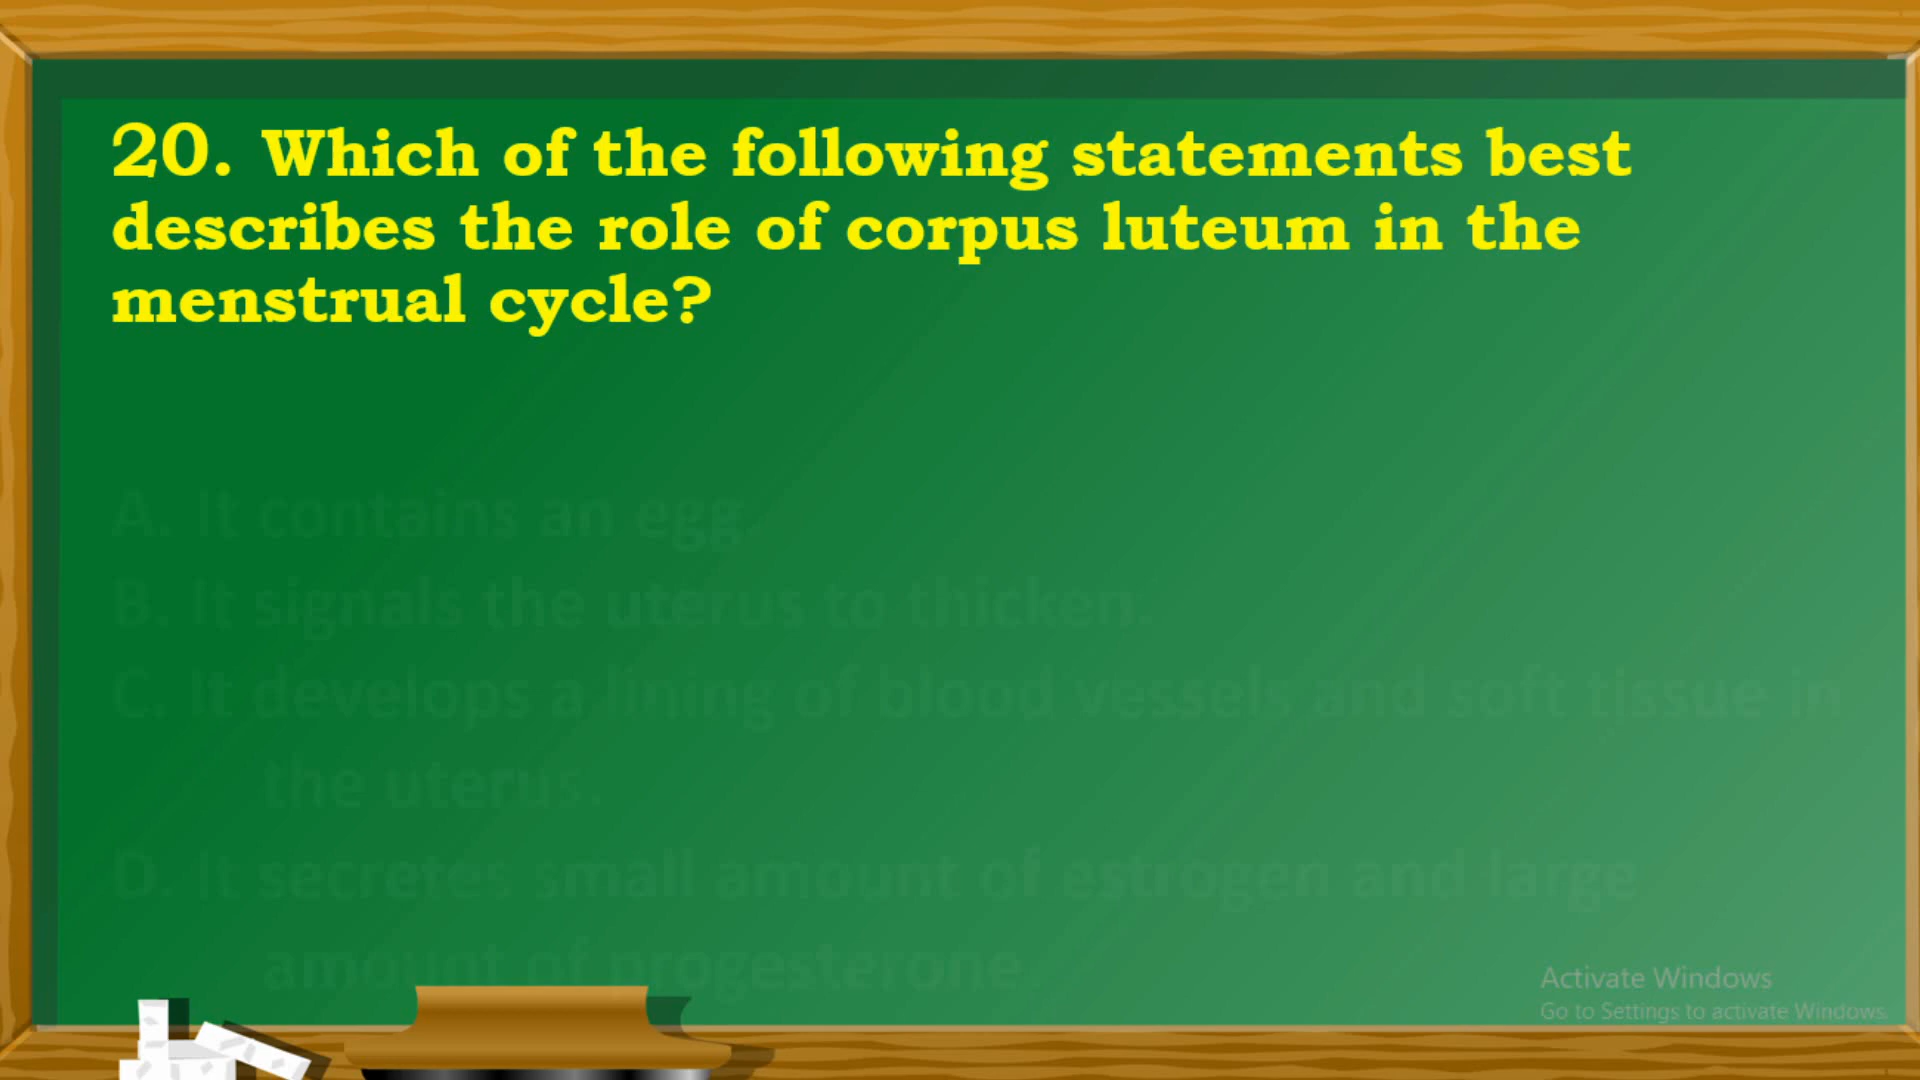 20. Which of the following statements best
describes the role of corpus luteum in the
menstrual cycle?
A. It contains an egg.
B. It signals the uterus to thicken.
C. It develops a lining of blood vessels and soft tissue in
the uterus.
D. It secretes small amount of estrogen and large
amount of progesterone.
Activate Windows
Go to Settings to activate Windows.